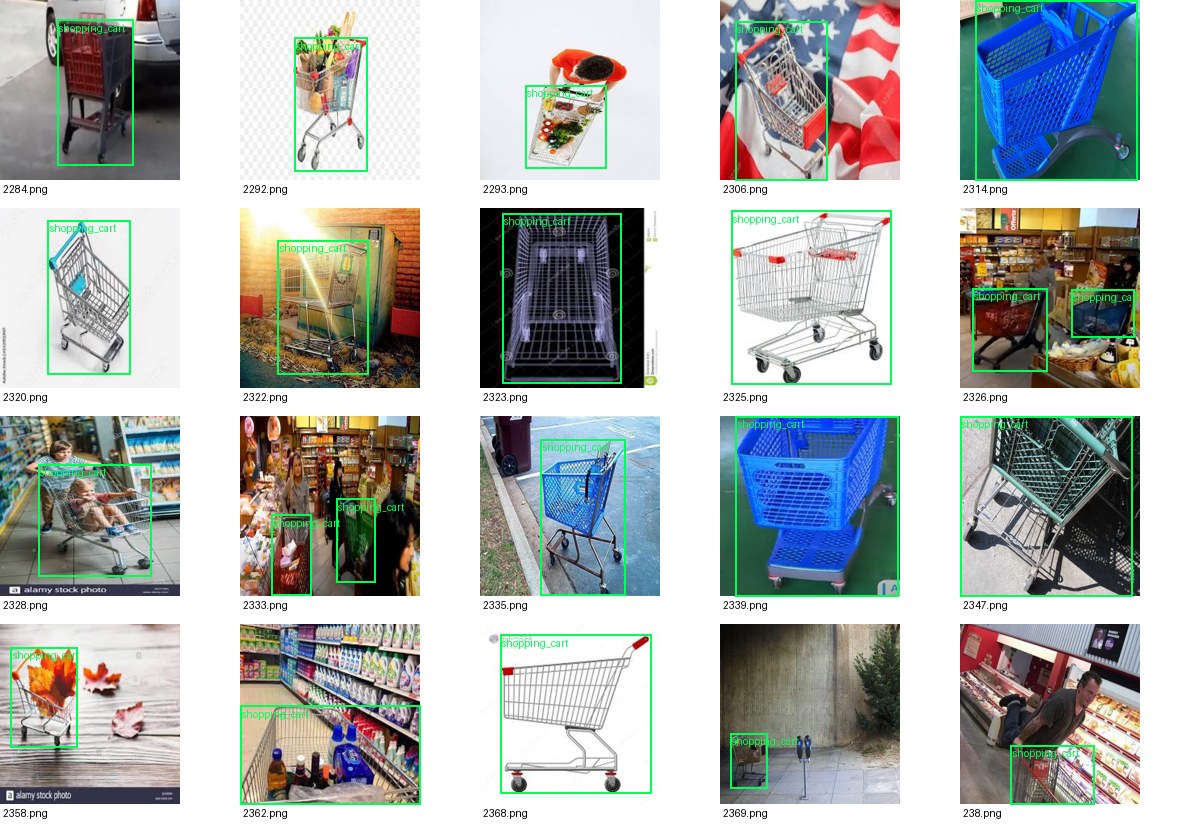 shopping_cart
shopping_cart
shopping_cart
shopping_cart
shopping_cart
2284.png
2292.png
2293.png
2306.png
2314.png
shopping_cart
shopping_cart
shopping_cart
shopping_cart
shopping_cart
shopping_cart
2320.png
2322.png
2323.png
2325.png
2326.png
shopping_cart
shopping_cart
shopping_cart
shopping_cart
shopping_cart
shopping_cart
a alamy stock photo
2328.png
2333.png
2335.png
2339.png
2347.png
shopping_cart
shopping_cart
shopping_cart
shopping_cart
shopping_cart
a alamy stock photo
2358.png
2362.png
2368.png
2369.png
238.png